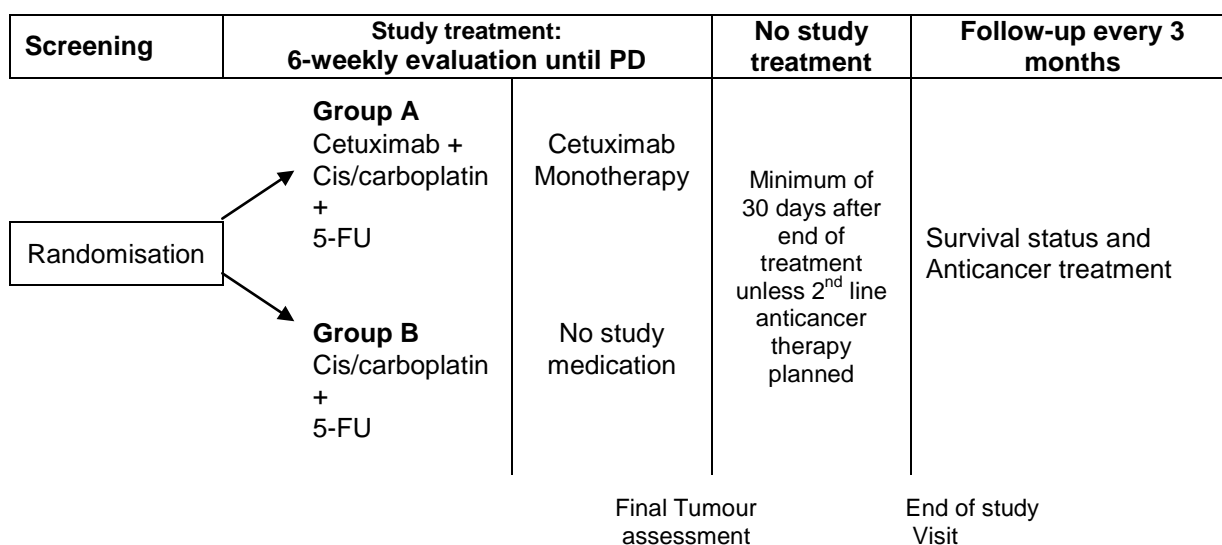 Screening
Study treatment:
6-weekly evaluation until PD
No study
treatment
Follow-up every 3
months
Randomisation
Group A
Cetuximab +
Cis/carboplatin
+
5-FU
Group B
Cis/carboplatin
+
5-FU
Cetuximab
Monotherapy
No study
medication
Minimum of
30 days after
end of
treatment
unless 2nd line
anticancer
therapy
planned
Survival status and
Anticancer treatment
Final Tumour
assessment
End of study
Visit